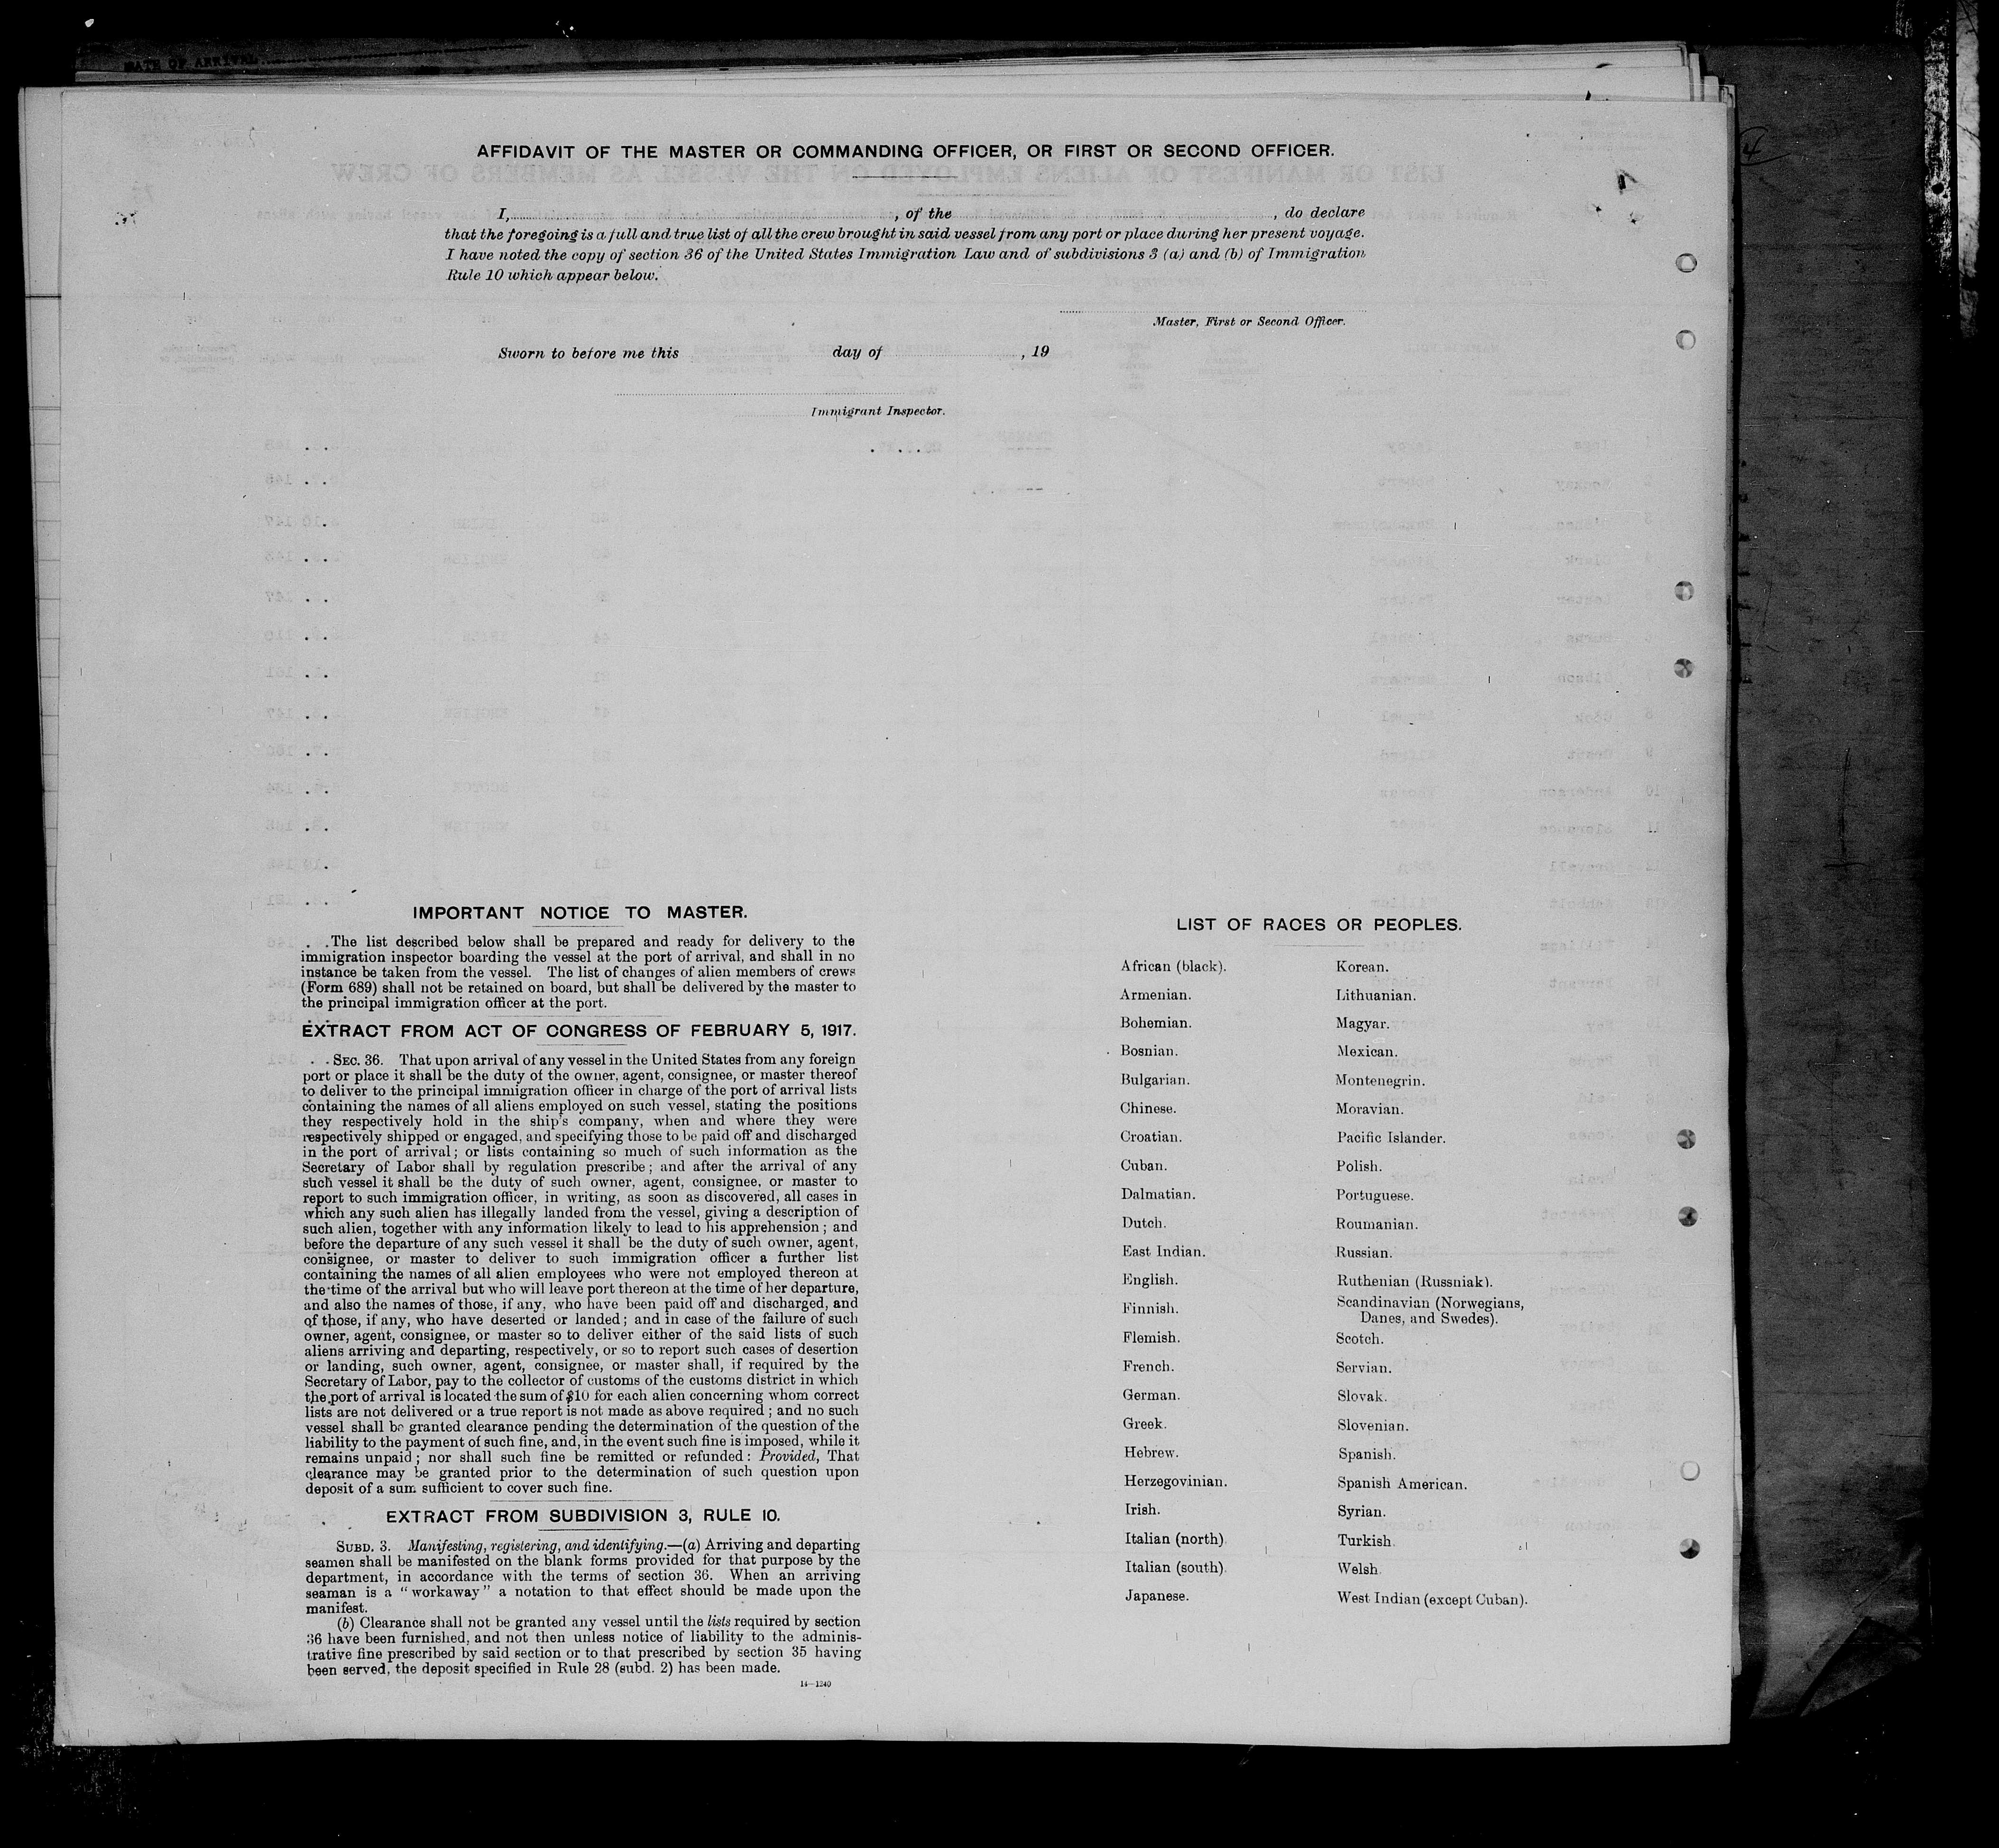 DATE OF ARRIVAL
AFFIDAVIT OF THE MASTER OR COMMANDING OFFICER, OR FIRST OR SECOND OFFICER.
LIST OR MANIFEST OF ALIENS EMPLOYED ON THE VESSEL AS MEMBERS OF CREW
I, , of the , do declare
that the foregoing is a full and true list of all the crew brought in said vessel from any port or place during her present voyage.
I have noted the copy of section 36 of the United States Immigration Law and of subdivisions 3 (a) and (b) of Immigration
Rule 10 which appear below.
Master, First or Second Officer.
Sworn to before me this day of , 19
Immigrant Inspector.
IMPORTANT NOTICE TO MASTER.
The list described below shall be prepared and ready for delivery to the
immigration inspector boarding the vessel at the port of arrival, and shall in no
instance be taken from the vessel. The list of changes of alien members of crews
(Form 689) shall not be retained on board, but shall be delivered by the master to
the principal immigration officer at the port.
EXTRACT FROM ACT OF CONGRESS OF FEBRUARY 5, 1917.
SEC. 36. That upon arrival of any vessel in the United States from any foreign
port or place it shall be the duty of the owner, agent, consignee, or master thereof
to deliver to the principal immigration officer in charge of the port of arrival lists
containing the names of all aliens employed on such vessel, stating the positions
they respectively hold in the ship's company, when and where they were
respectively shipped or engaged, and specifying those to be paid off and discharged
in the port of arrival; or lists containing so much of such information as the
Secretary of Labor shall by regulation prescribe; and after the arrival of any
such vessel it shall be the duty of such owner, agent, consignee, or master to
report to such immigration officer, in writing, as soon as discovered, all cases in
which any such alien has illegally landed from the vessel, giving a description of
such alien, together with any information likely to lead to his apprehension; and
before the departure of any such vessel it shall be the duty of such owner, agent,
consignee, or master to deliver to such immigration officer a further list
containing the names of all alien employees who were not employed thereon at
the time of the arrival but who will leave port thereon at the time of her departure,
and also the names of those, if any, who have been paid off and discharged, and
of those, if any, who have deserted or landed; and in case of the failure of such
owner, agent, consignee, or master so to deliver either of the said lists of such
aliens arriving and departing, respectively, or so to report such cases of desertion
or landing, such owner, agent, consignee, or master shall, if required by the
Secretary of Labor, pay to the collector of customs of the customs district in which
the port of arrival is located the sum of $10 for each alien concerning whom correct
lists are not delivered or a true report is not made as above required; and no such
vessel shall be granted clearance pending the determination of the question of the
liability to the payment of such fine, and, in the event such fine is imposed, while it
remains unpaid; nor shall such fine be remitted or refunded: Provided, That
clearance may be granted prior to the determination of such question upon
deposit of a sum sufficient to cover such fine.
EXTRACT FROM SUBDIVISION 3, RULE 10.
SUBD. 3. Manifesting, registering, and identifying.—(a) Arriving and departing
seamen shall be manifested on the blank forms provided for that purpose by the
department, in accordance with the terms of section 36. When an arriving
seaman is a "workaway" a notation to that effect should be made upon the
manifest.
(b) Clearance shall not be granted any vessel until the lists required by section
36 have been furnished, and not then unless notice of liability to the adminis-
trative fine prescribed by said section or to that prescribed by section 35 having
been served, the deposit specified in Rule 28 (subd. 2) has been made.
14—1240
LIST OF RACES OR PEOPLES.
African (black).
Armenian.
Bohemian.
Bosnian.
Bulgarian.
Chinese.
Croatian.
Cuban.
Dalmatian.
Dutch.
East Indian.
English.
Finnish.
Flemish.
French.
German.
Greek.
Hebrew.
Herzegovinian.
Irish.
Italian (north).
Italian (south).
Japanese.
Korean.
Lithuanian.
Magyar.
Mexican.
Montenegrin.
Moravian.
Pacific Islander.
Polish.
Portuguese.
Roumanian.
Russian.
Ruthenian (Russniak).
Scandinavian (Norwegians,
Danes, and Swedes).
Scotch.
Servian.
Slovak.
Slovenian.
Spanish.
Spanish American.
Syrian.
Turkish.
Welsh.
West Indian (except Cuban).